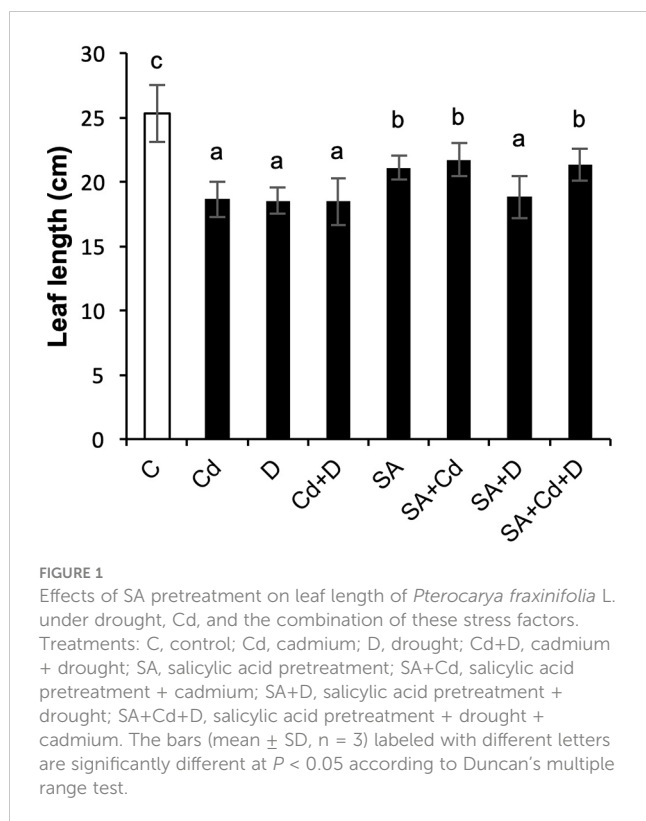 30
25
20
15
10
5
0
Leaf length (cm)
c
a
a
a
b
b
a
b
C
Cd
D
Cd+D
SA
SA+Cd
SA+D
SA+Cd+D
FIGURE 1
Effects of SA pretreatment on leaf length of Pterocarya fraxinifolia L.
under drought, Cd, and the combination of these stress factors.
Treatments: C, control; Cd, cadmium; D, drought; Cd+D, cadmium
+ drought; SA, salicylic acid pretreatment; SA+Cd, salicylic acid
pretreatment + cadmium; SA+D, salicylic acid pretreatment +
drought; SA+Cd+D, salicylic acid pretreatment + drought +
cadmium. The bars (mean ± SD, n = 3) labeled with different letters
are significantly different at P < 0.05 according to Duncan's multiple
range test.